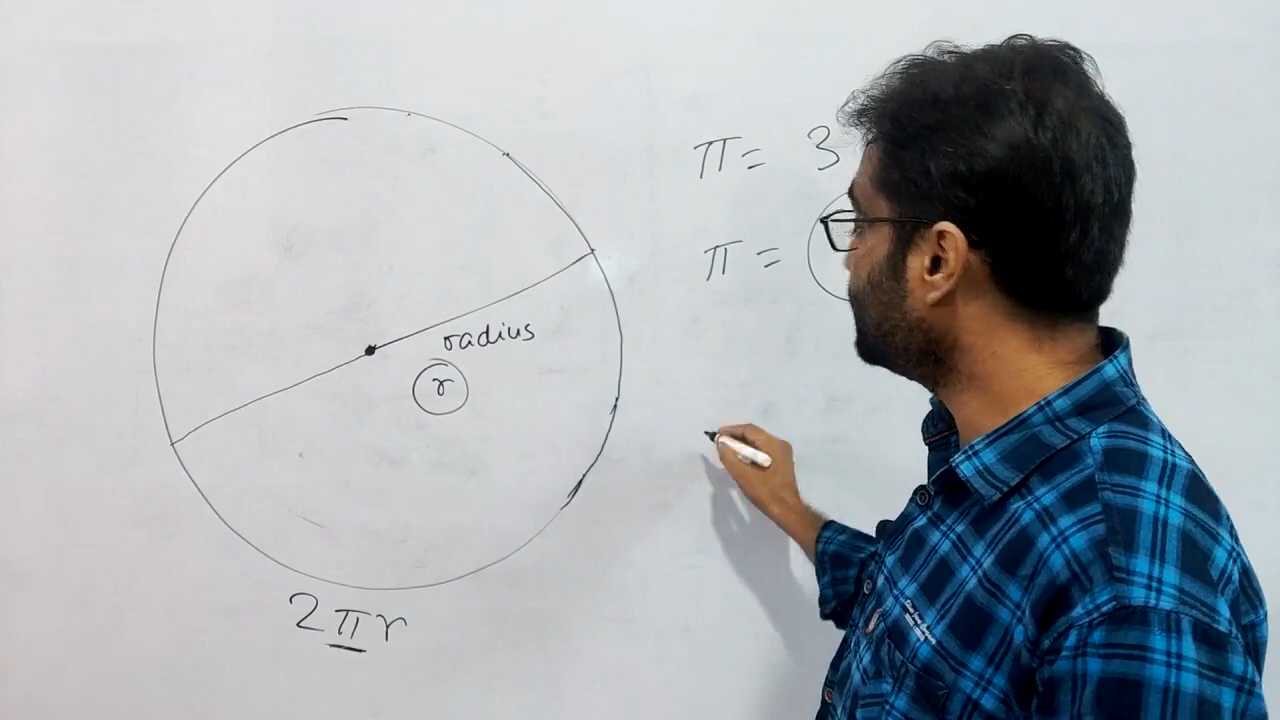 π = 3
π =
radius
r
2πr